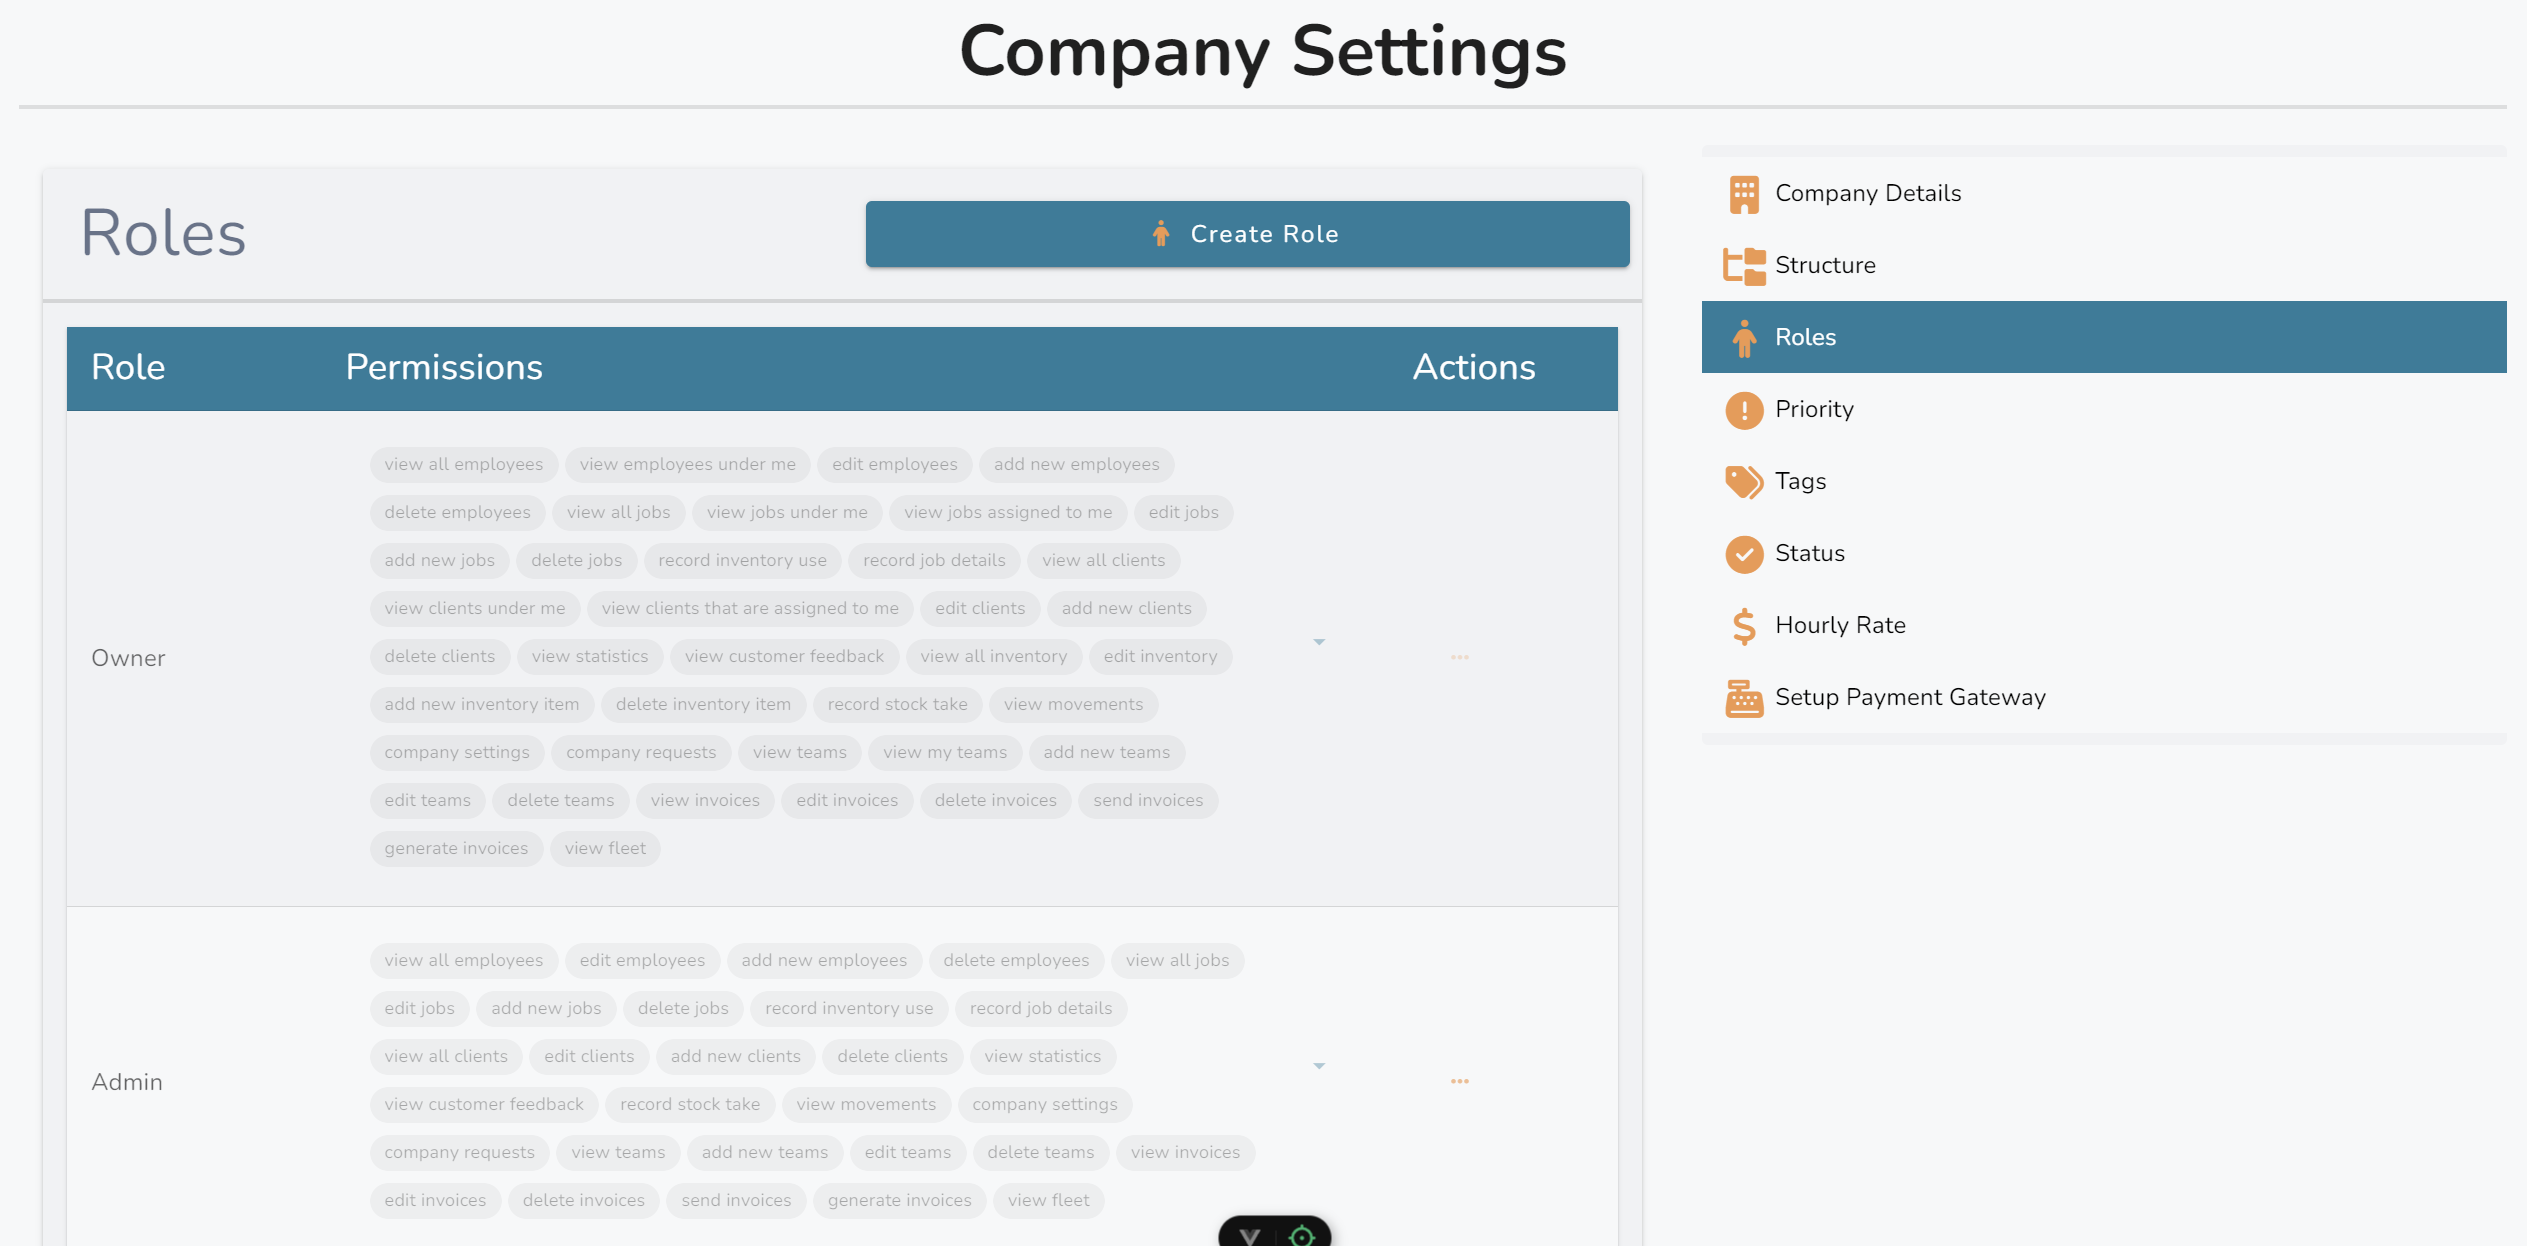 Company Settings
Roles
Create Role
Role Permissions Actions
Owner
view all employees view employees under me edit employees add new employees
delete employees view all jobs view jobs under me view jobs assigned to me edit jobs
add new jobs delete jobs record inventory use record job details view all clients
view clients under me view clients that are assigned to me edit clients add new clients
delete clients view statistics view customer feedback view all inventory edit inventory
add new inventory item delete inventory item record stock take view movements
company settings company requests view teams view my teams add new teams
edit teams delete teams view invoices edit invoices delete invoices send invoices
generate invoices view fleet
Admin
view all employees edit employees add new employees delete employees view all jobs
edit jobs add new jobs delete jobs record inventory use record job details
view all clients edit clients add new clients delete clients view statistics
view customer feedback record stock take view movements company settings
company requests view teams add new teams edit teams delete teams view invoices
edit invoices delete invoices send invoices generate invoices view fleet
Company Details
Structure
Roles
Priority
Tags
Status
Hourly Rate
Setup Payment Gateway